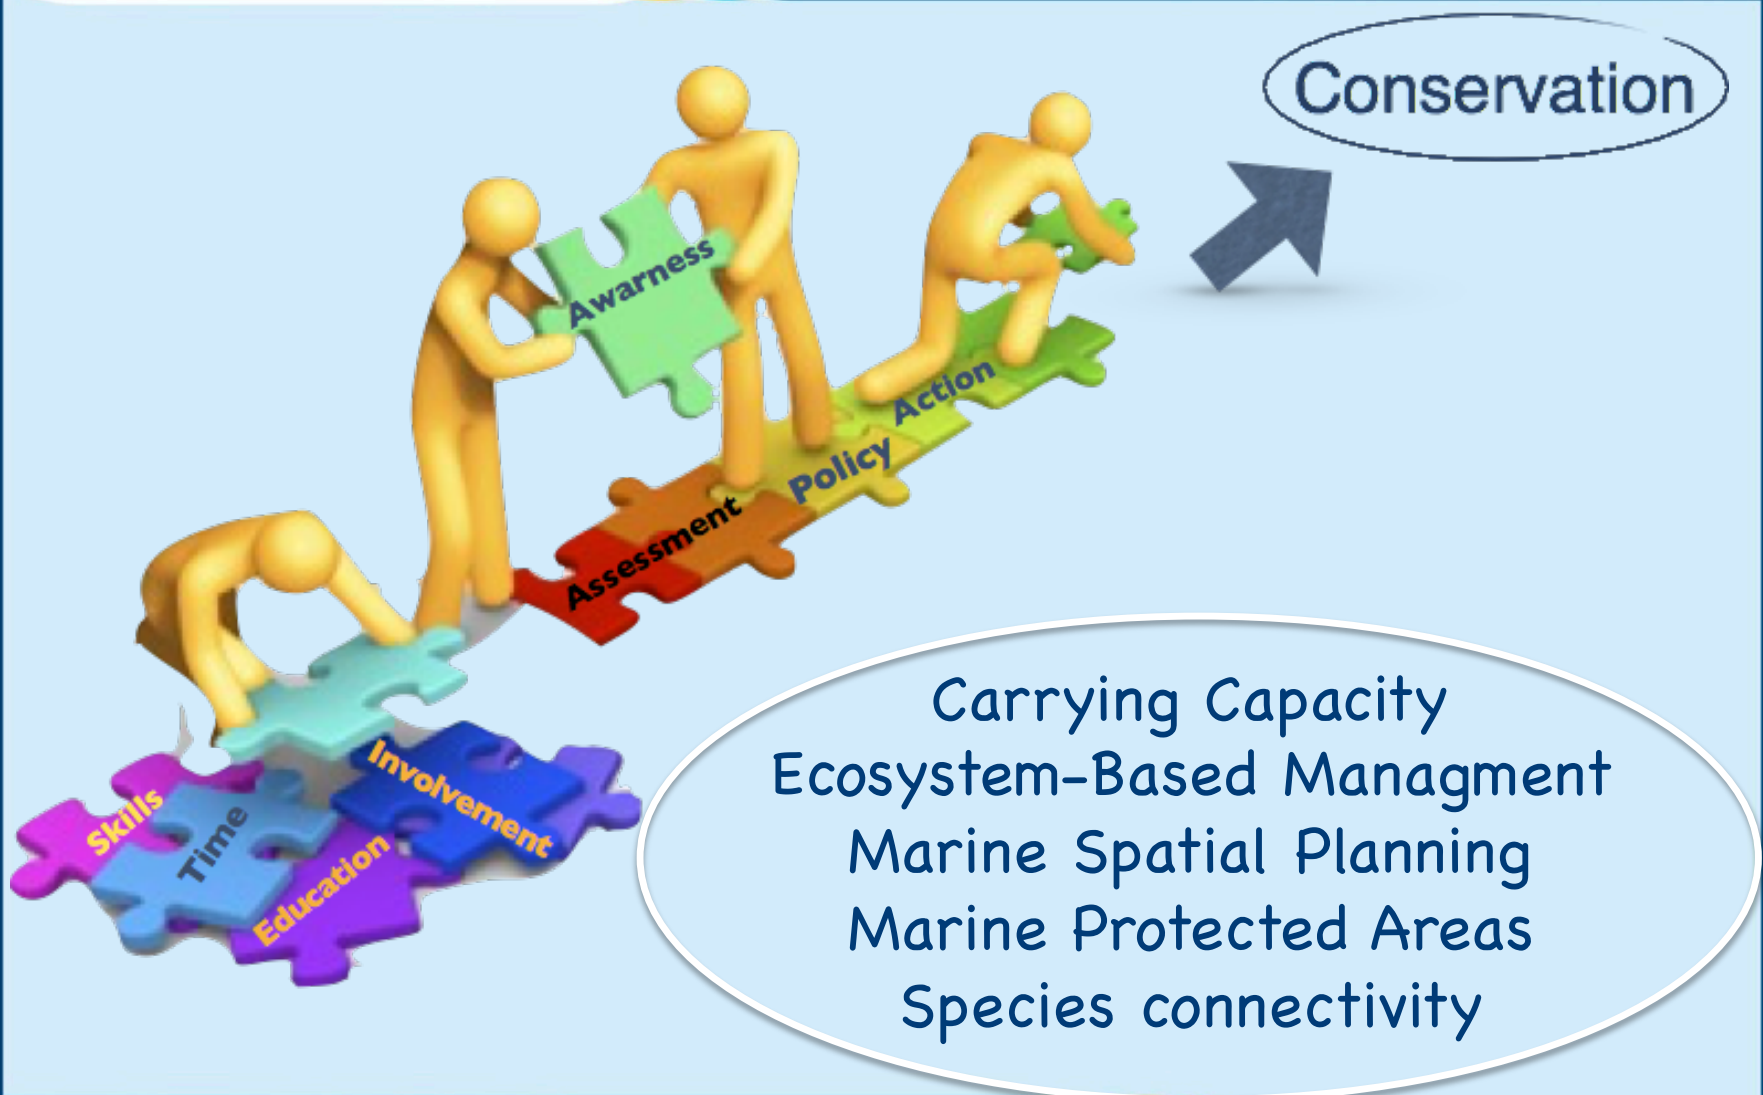 Conservation
Awarness
Action
Policy
Assessment
Involvement
Skills
Time
Education
Carrying Capacity
Ecosystem-Based Managment
Marine Spatial Planning
Marine Protected Areas
Species connectivity